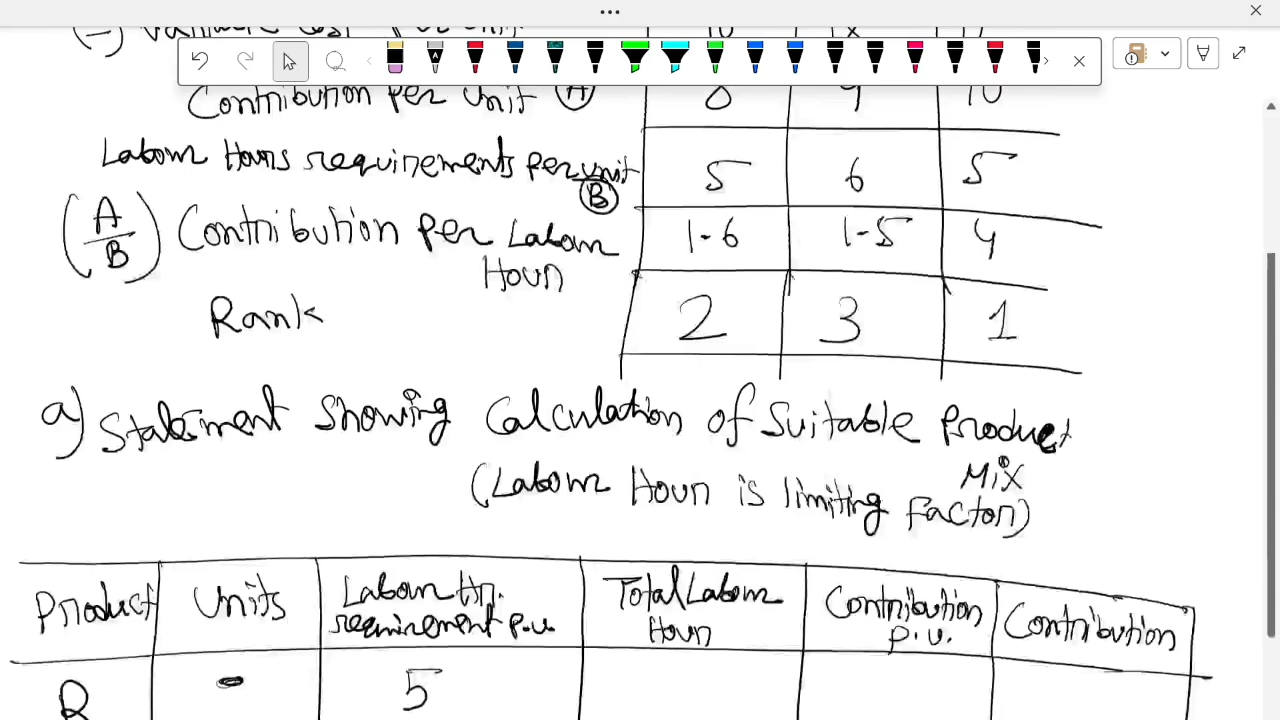 (-) Variable Cost
Contribution per unit (A) 8 9 10
Labour Hours requirements per unit (B) 5 6 5
(A/B) Contribution per Labour Hour 1-6 1-5 4
Rank 2 3 1
a) Statement Showing Calculation of Suitable Product Mix
(Labour Hour is limiting Factor)
Product Units Labour Hr. requirement p.u. Total Labour Hour Contribution p.u. Contribution
R - 5